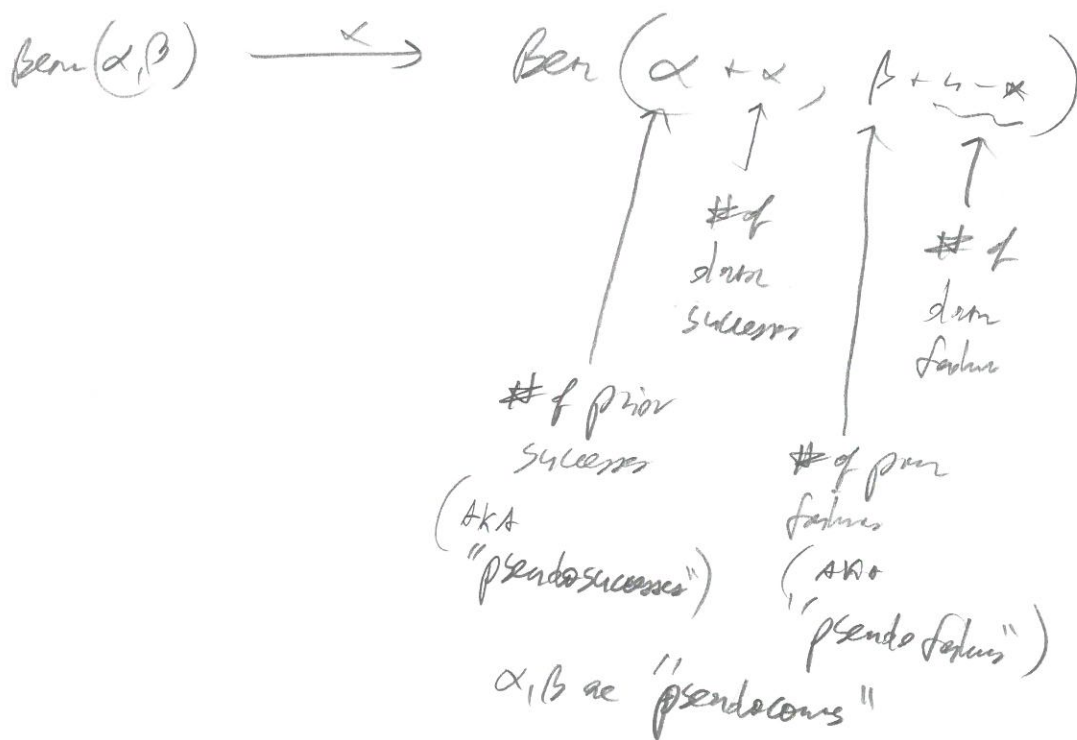 Beta(α,β) x→ Beta(α + x, β + n - x)
# of
data
successes
# of
data
failures
# of prior
successes
(AKA
"pseudosuccesses")
# of prior
failures
(AKA
"pseudofailures")
α,β are "pseudocounts"